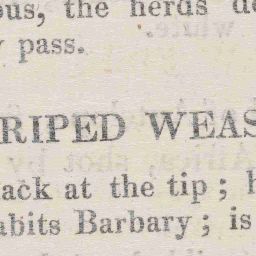 ous, the herds
pass.
RIPED WEAS
ack at the tip;
abits Barbary; is